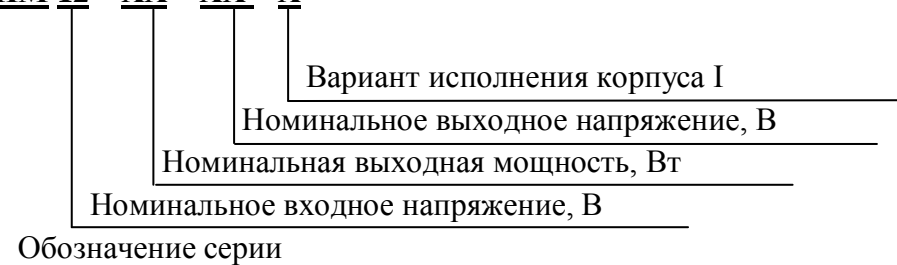 Вариант исполнения корпуса I
Номинальное выходное напряжение, В
Номинальная выходная мощность, Вт
Номинальное входное напряжение, В
Обозначение серии